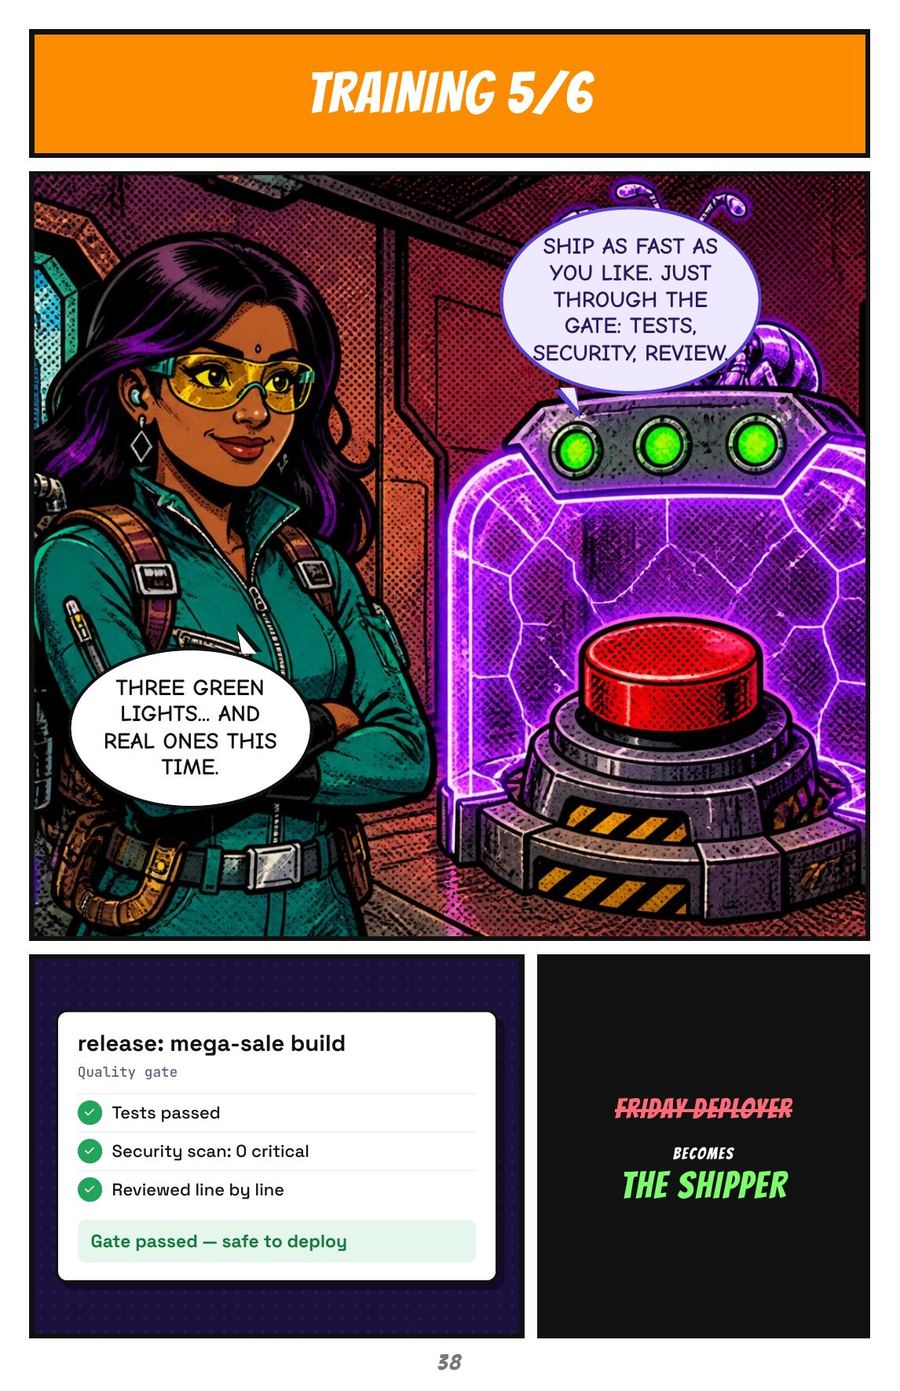 TRAINING 5/6
SHIP AS FAST AS
YOU LIKE. JUST
THROUGH THE
GATE: TESTS,
SECURITY, REVIEW.
THREE GREEN
LIGHTS... AND
REAL ONES THIS
TIME.
release: mega-sale build
Quality gate
Tests passed
Security scan: 0 critical
Reviewed line by line
Gate passed — safe to deploy
FRIDAY DEPLOYER
BECOMES
THE SHIPPER
38